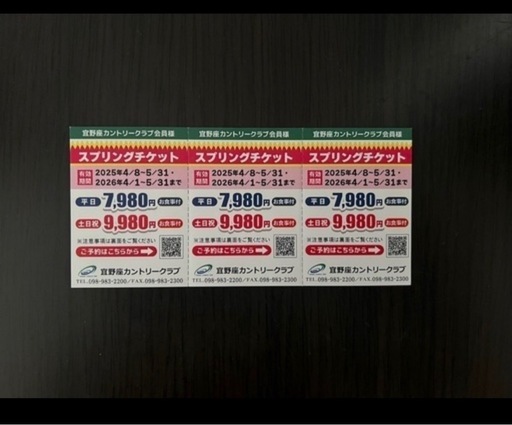 宜野座カントリークラブ会員様
スプリングチケット
有効期間 2025年4/8~5/31・
2026年4/1~5/31まで
平日 7,980円 お食事付
土日祝 9,980円 お食事付
※注意事項は裏面をご覧ください
ご予約はこちらから
宜野座カントリークラブ
TEL.098-983-2200/FAX.098-983-2300
宜野座カントリークラブ会員様
スプリングチケット
有効期間 2025年4/8~5/31・
2026年4/1~5/31まで
平日 7,980円 お食事付
土日祝 9,980円 お食事付
※注意事項は裏面をご覧ください
ご予約はこちらから
宜野座カントリークラブ
TEL.098-983-2200/FAX.098-983-2300
宜野座カントリークラブ会員様
スプリングチケット
有効期間 2025年4/8~5/31・
2026年4/1~5/31まで
平日 7,980円 お食事付
土日祝 9,980円 お食事付
※注意事項は裏面をご覧ください
ご予約はこちらから
宜野座カントリークラブ
TEL.098-983-2200/FAX.098-983-2300